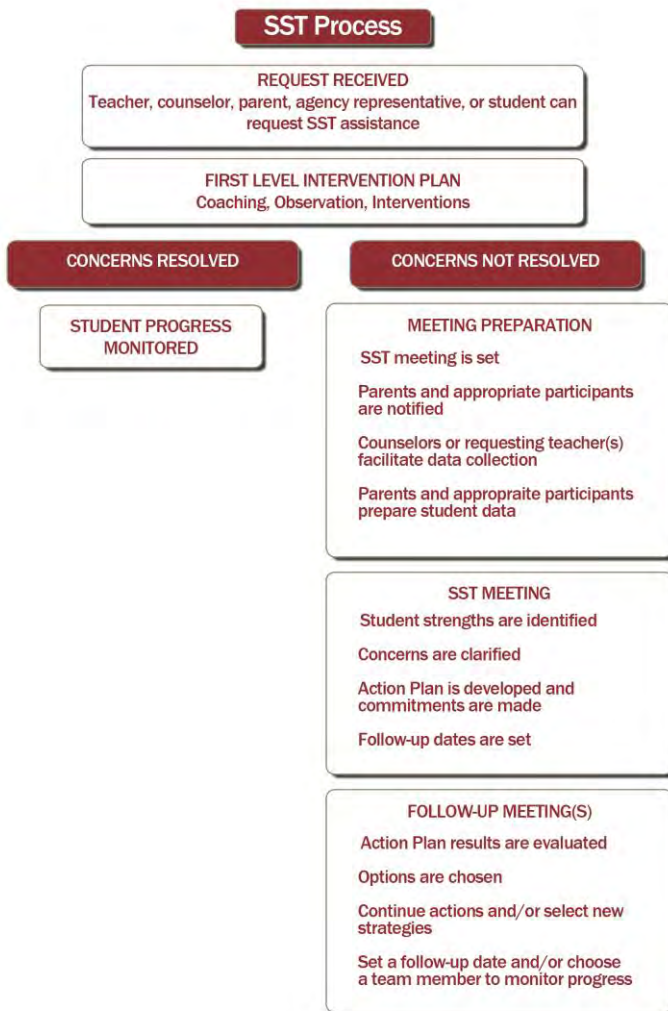 SST Process
REQUEST RECEIVED
Teacher, counselor, parent, agency representative, or student can
request SST assistance
FIRST LEVEL INTERVENTION PLAN
Coaching, Observation, Interventions
CONCERNS RESOLVED
STUDENT PROGRESS
MONITORED
CONCERNS NOT RESOLVED
MEETING PREPARATION
SST meeting is set
Parents and appropriate participants
are notified
Counselors or requesting teacher(s)
facilitate data collection
Parents and appropraite participants
prepare student data
SST MEETING
Student strengths are identified
Concerns are clarified
Action Plan is developed and
commitments are made
Follow-up dates are set
FOLLOW-UP MEETING(S)
Action Plan results are evaluated
Options are chosen
Continue actions and/or select new
strategies
Set a follow-up date and/or choose
a team member to monitor progress